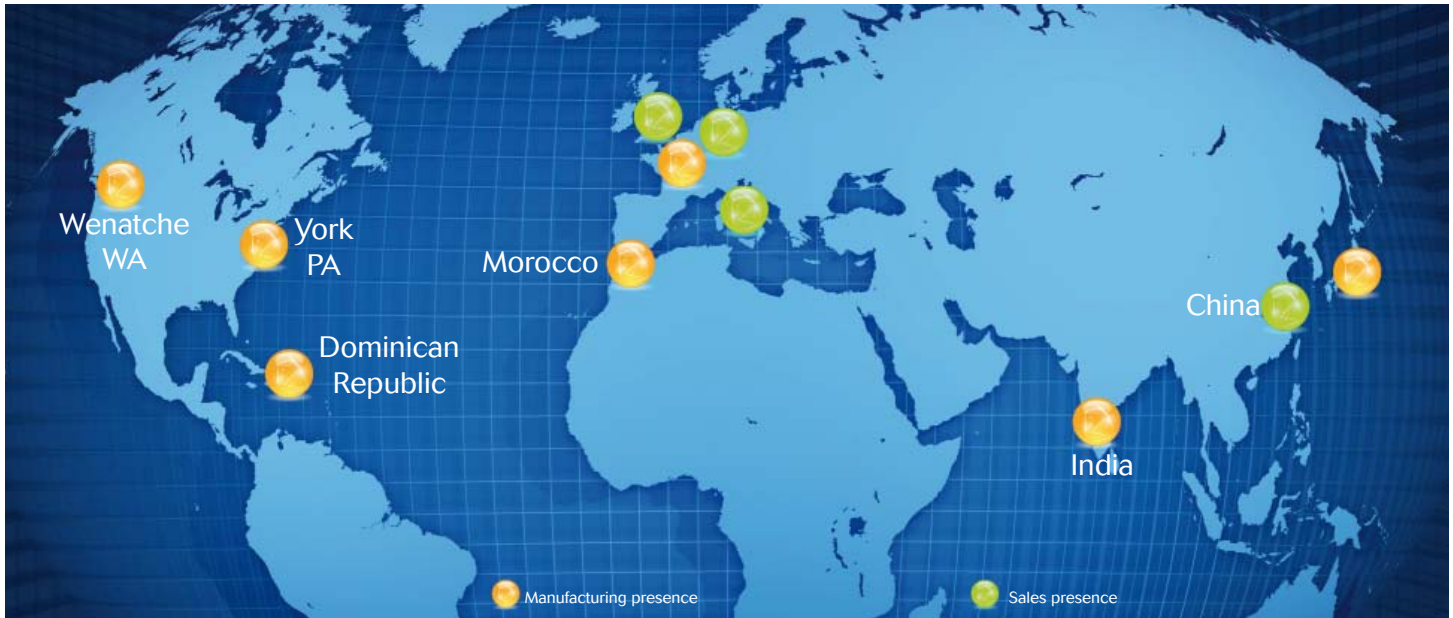 Wenatche
WA
York
PA
Morocco
China
Dominican
Republic
India
Manufacturing presence
Sales presence